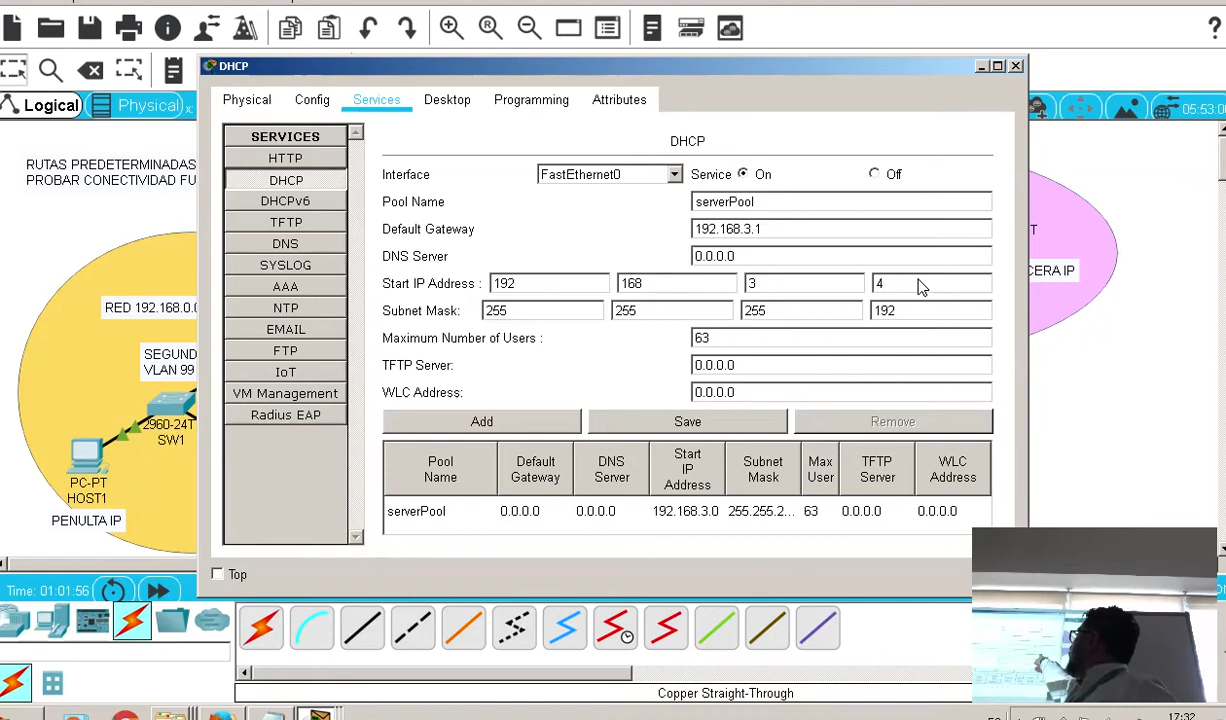 ?
Logical
Physical
x:
05:53:0
RUTAS PREDETERMINADAS
PROBAR CONECTIVIDAD FU
RED 192.168.0.0
SEGUND
VLAN 99
2960-24T
SW1
PC-PT
HOST1
PENULTA IP
T
CERA IP
DHCP
Physical
Config
Services
Desktop
Programming
Attributes
SERVICES
HTTP
DHCP
DHCPv6
TFTP
DNS
SYSLOG
AAA
NTP
EMAIL
FTP
IoT
VM Management
Radius EAP
DHCP
Interface FastEthernet0 Service On Off
Pool Name serverPool
Default Gateway 192.168.3.1
DNS Server 0.0.0.0
Start IP Address : 192 168 3 4
Subnet Mask: 255 255 255 192
Maximum Number of Users : 63
TFTP Server: 0.0.0.0
WLC Address: 0.0.0.0
Add Save Remove
Pool Name
Default Gateway
DNS Server
Start IP Address
Subnet Mask
Max User
TFTP Server
WLC Address
serverPool 0.0.0.0 0.0.0.0 192.168.3.0 255.255.2... 63 0.0.0.0 0.0.0.0
Top
Time: 01:01:56
Copper Straight-Through
17:32